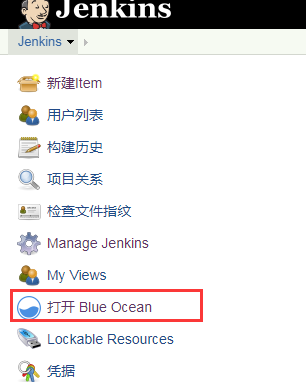 Jenkins
Jenkins
新建Item
用户列表
构建历史
项目关系
检查文件指纹
Manage Jenkins
My Views
打开 Blue Ocean
Lockable Resources
凭据